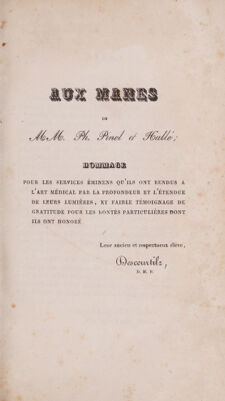 AUX MANES
DE
M.M. Ph. Pinel et Hallé;
HOMMAGE
POUR LES SERVICES ÉMINENS QU'ILS ONT RENDUS A
L'ART MÉDICAL PAR LA PROFONDEUR ET L'ÉTENDUE
DE LEURS LUMIÈRES, ET FAIBLE TÉMOIGNAGE DE
GRATITUDE POUR LES BONTÉS PARTICULIÈRES DONT
ILS ONT HONORÉ
Leur ancien et respectueux élève,
Descourtilz,
D. M. P.